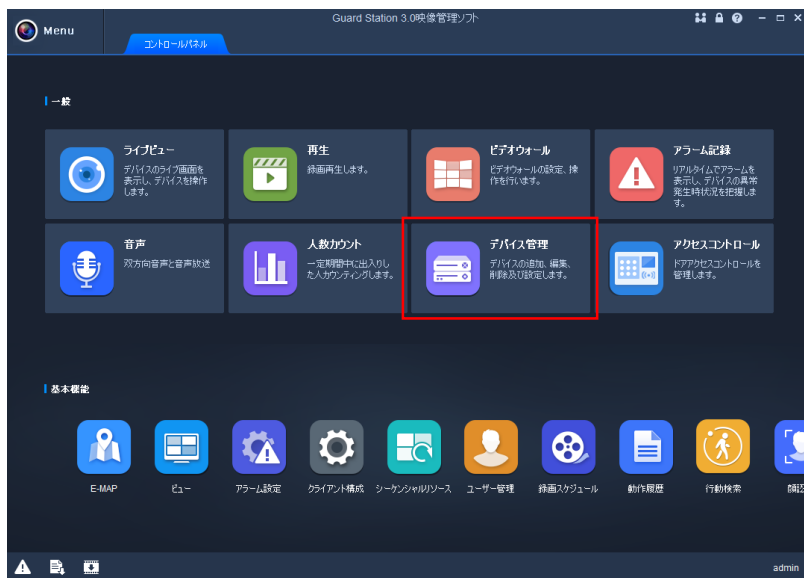 Guard Station 3.0映像管理ソフト
Menu
コントロールパネル
一般
ライブビュー
デバイスのライブ画面を
表示し、デバイスを操作
します。
再生
録画再生します。
ビデオウォール
ビデオウォールの設定、操
作を行います。
アラーム記録
リアルタイムでアラームを
表示し、デバイスの異常
発生時状況を把握しま
す。
音声
双方向音声と音声放送
人数カウント
一定期間中に出入りし
た人カウンティングします。
デバイス管理
デバイスの追加、編集、
削除及び設定します。
アクセスコントロール
ドアアクセスコントロールを
管理します。
基本機能
E-MAP
ビュー
アラーム設定
クライアント構成
シーケンシャルリソース
ユーザー管理
録画スケジュール
動作履歴
行動検索
admin